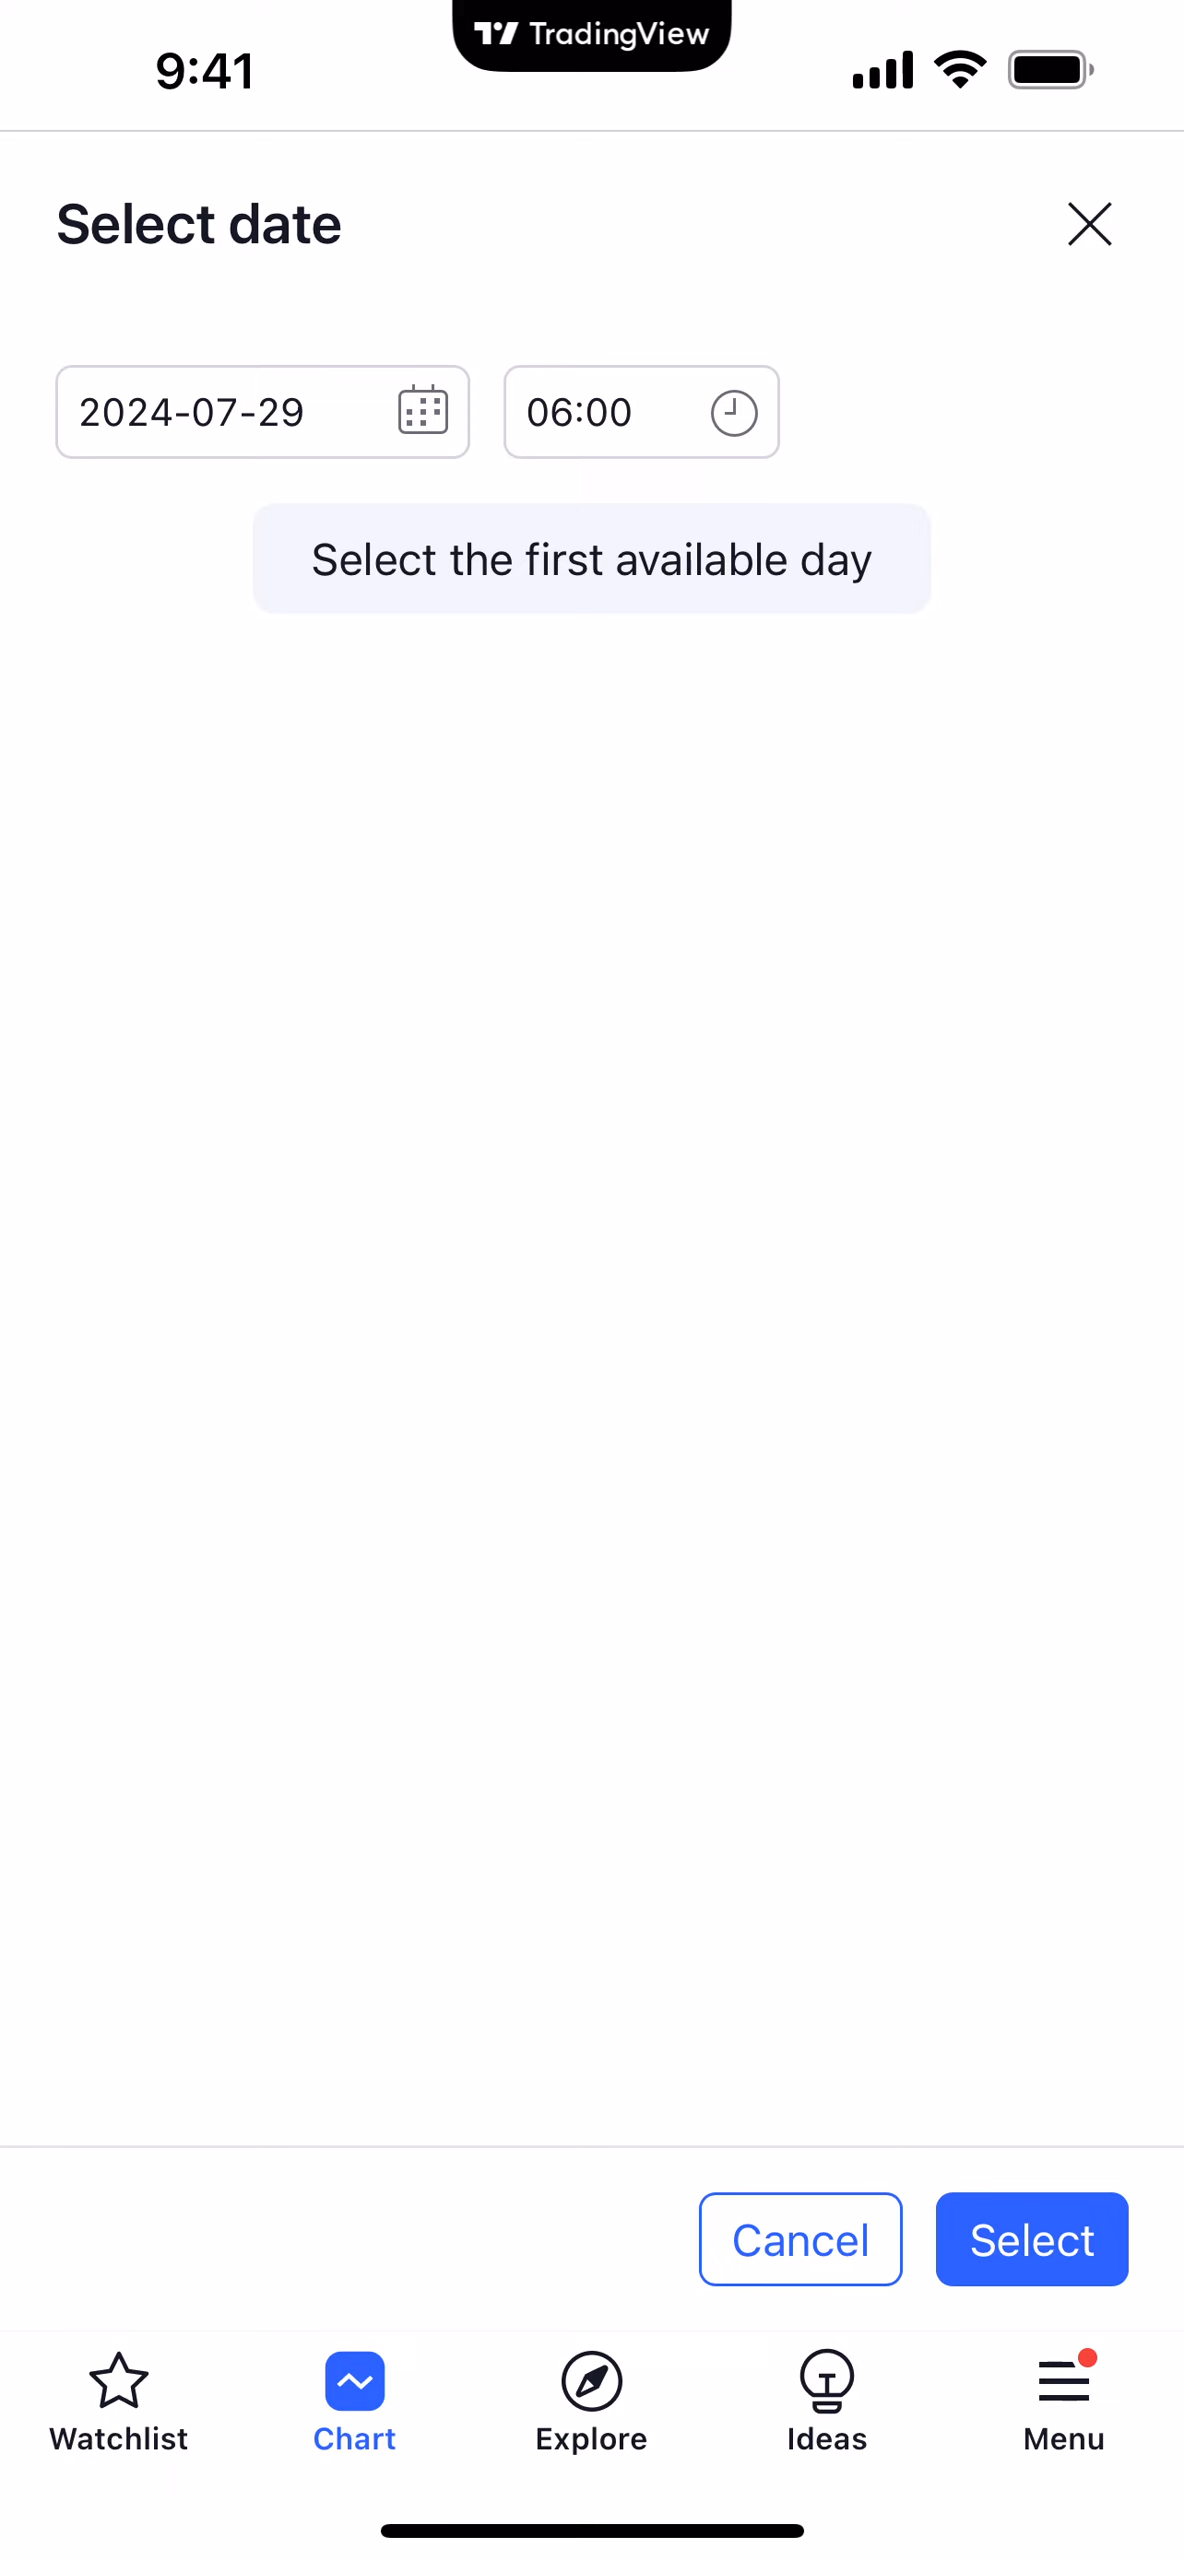 TradingView
9:41
Select date
2024-07-29
06:00
Select the first available day
Cancel
Select
Watchlist
Chart
Explore
Ideas
Menu